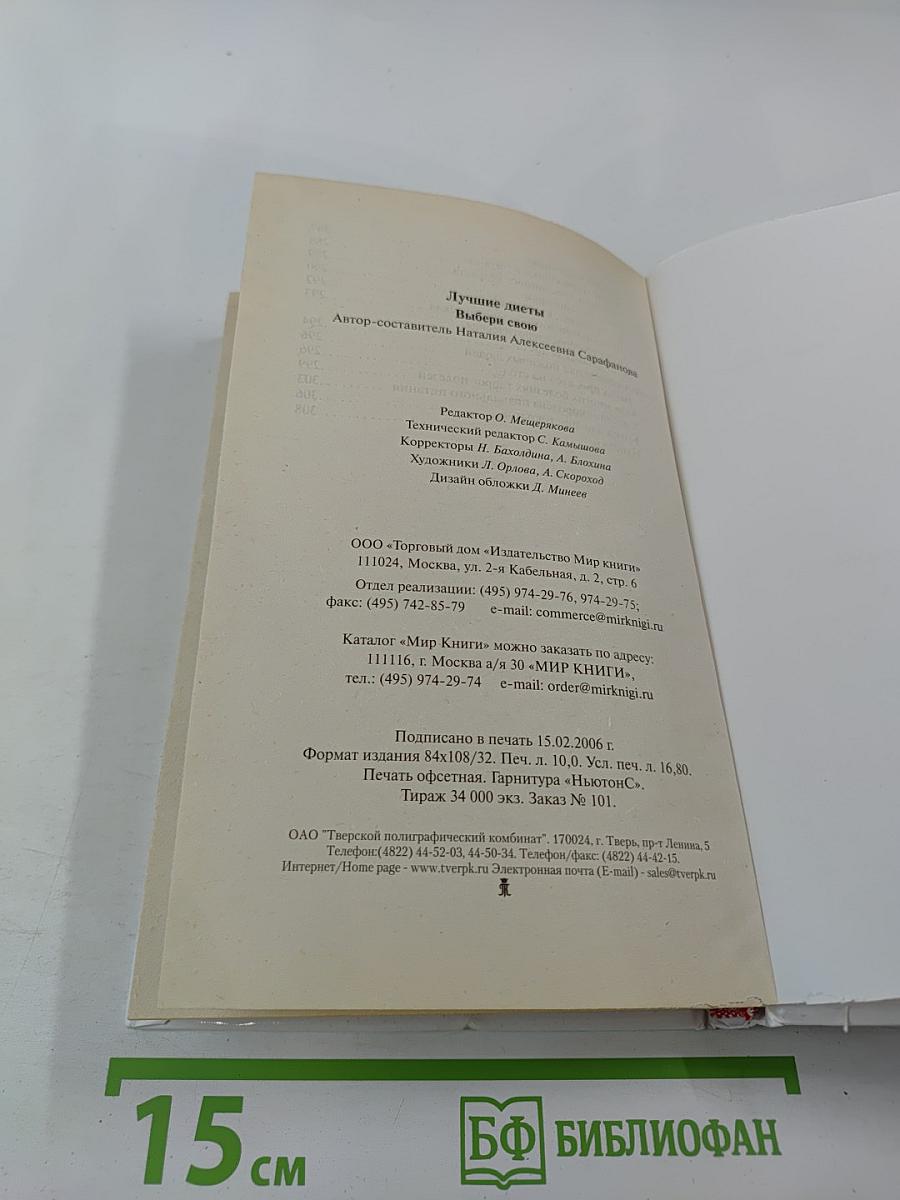 Лучшие диеты
Выбери свою
Автор-составитель Наталия Алексеевна Сарафанова
Редактор О. Мещерякова
Технический редактор С. Камышова
Корректоры Н. Бахолдина, А. Блохина
Художники Л. Орлова, А. Скороход
Дизайн обложки Д. Минеев
ООО «Торговый дом «Издательство Мир книги»
111024, Москва, ул. 2-я Кабельная, д. 2, стр. 6
Отдел реализации: (495) 974-29-76, 974-29-75;
факс: (495) 742-85-79 e-mail: commerce@mirknigi.ru
Каталог «Мир Книги» можно заказать по адресу:
111116, г. Москва а/я 30 «МИР КНИГИ»,
тел.: (495) 974-29-74 e-mail: order@mirknigi.ru
Подписано в печать 15.02.2006 г.
Формат издания 84x108/32. Печ. л. 10,0. Усл. печ. л. 16,80.
Печать офсетная. Гарнитура «НьютонС».
Тираж 34 000 экз. Заказ № 101.
ОАО "Тверской полиграфический комбинат". 170024, г. Тверь, пр-т Ленина, 5
Телефон:(4822) 44-52-03, 44-50-34. Телефон/факс: (4822) 44-42-15.
Интернет/Home page - www.tverpk.ru Электронная почта (E-mail) - sales@tverpk.ru
15 см
БФ БИБЛИОФАН